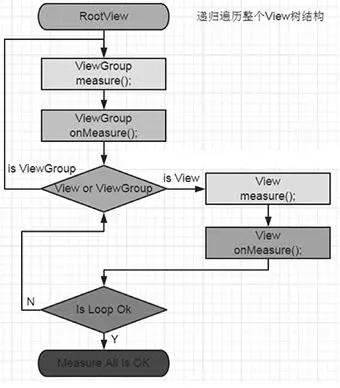 RootView
递归遍历整个View树结构
ViewGroup
measure();
ViewGroup
onMeasure();
is ViewGroup
View or ViewGroup
is View
View
measure();
View
onMeasure();
N
Is Loop Ok
Y
Measure All Is OK